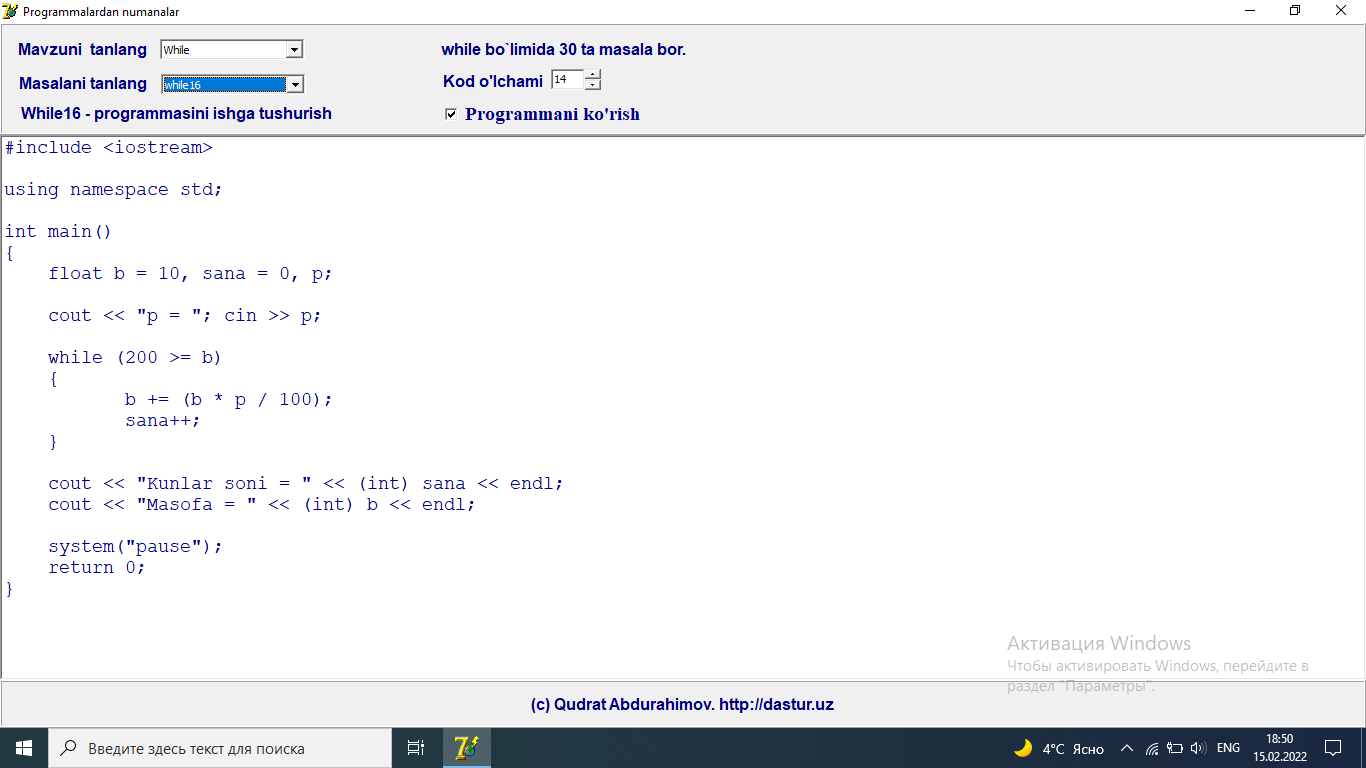 Programmalardan numanalar
Mavzuni tanlang While
while bo`limida 30 ta masala bor.
Masalani tanlang while16
Kod o'lchami 14
While16 - programmasini ishga tushurish
Programmani ko'rish
#include <iostream>
using namespace std;
int main()
{
float b = 10, sana = 0, p;
cout << "p = "; cin >> p;
while (200 >= b)
{
b += (b * p / 100);
sana++;
}
cout << "Kunlar soni = " << (int) sana << endl;
cout << "Masofa = " << (int) b << endl;
system("pause");
return 0;
}
Активация Windows
Чтобы активировать Windows, перейдите в
раздел "Параметры".
(c) Qudrat Abdurahimov. http://dastur.uz
Введите здесь текст для поиска
4°C Ясно
ENG
18:50
15.02.2022